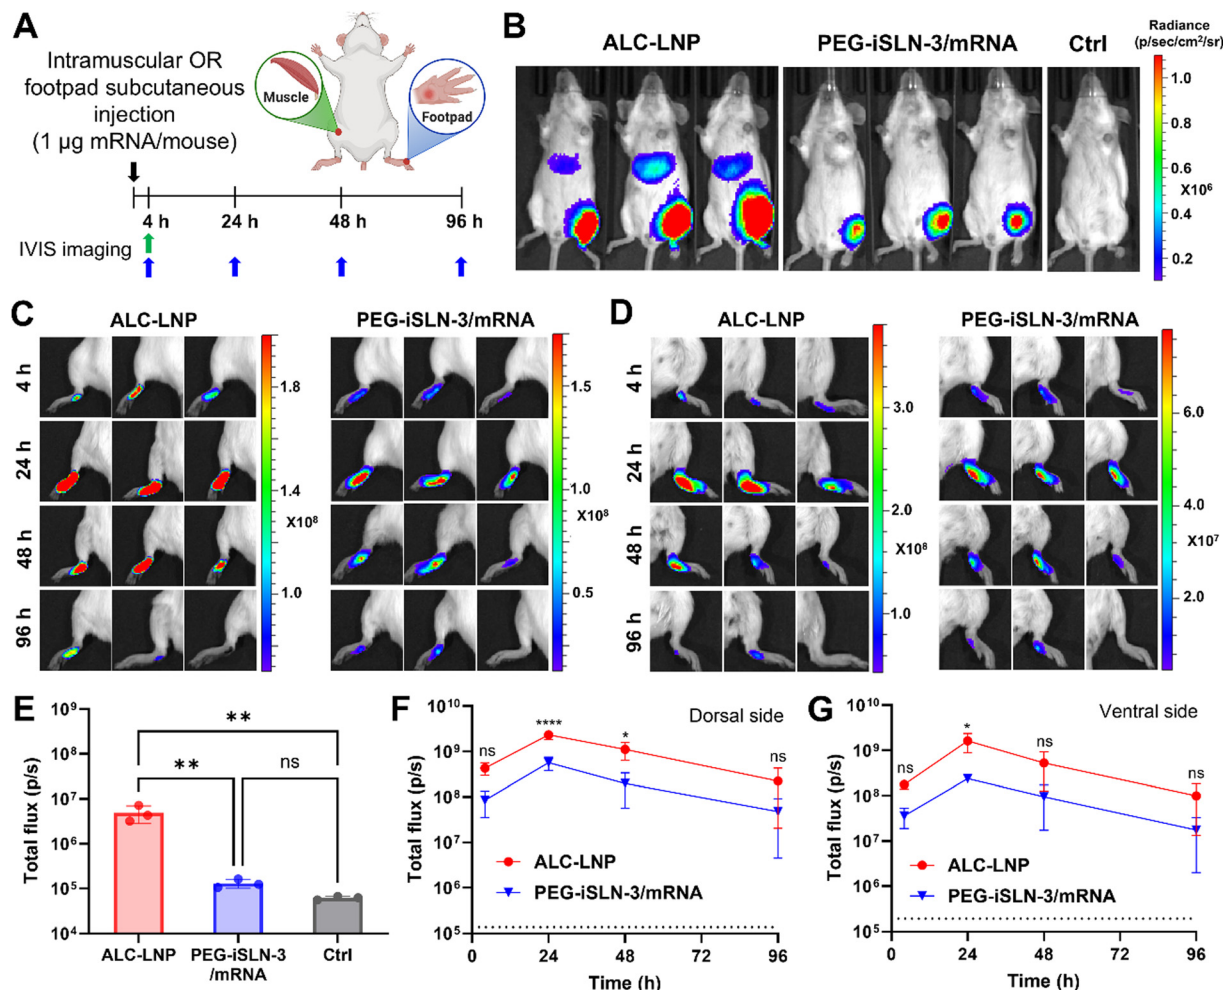 A
Intramuscular OR
footpad subcutaneous
injection
(1 µg mRNA/mouse)
Muscle
Footpad
4 h
24 h
48 h
96 h
IVIS imaging
B
ALC-LNP
PEG-iSLN-3/mRNA
Ctrl
Radiance
(p/sec/cm²/sr)
1.0
0.8
0.6
X10⁶
0.4
0.2
C
ALC-LNP
PEG-iSLN-3/mRNA
4 h
24 h
48 h
96 h
1.8
1.4
X10⁸
1.0
1.5
1.0
X10⁸
0.5
D
ALC-LNP
PEG-iSLN-3/mRNA
4 h
24 h
48 h
96 h
3.0
2.0
X10⁸
1.0
6.0
4.0
X10⁷
2.0
E
Total flux (p/s)
10⁹
10⁸
10⁷
10⁶
10⁵
10⁴
**
**
ns
ALC-LNP
PEG-iSLN-3
/mRNA
Ctrl
F
Dorsal side
Total flux (p/s)
10¹⁰
10⁹
10⁸
10⁷
10⁶
10⁵
ns
****
*
ns
ALC-LNP
PEG-iSLN-3/mRNA
0
24
48
72
96
Time (h)
G
Ventral side
Total flux (p/s)
10¹⁰
10⁹
10⁸
10⁷
10⁶
10⁵
ns
*
ns
ns
ALC-LNP
PEG-iSLN-3/mRNA
0
24
48
72
96
Time (h)